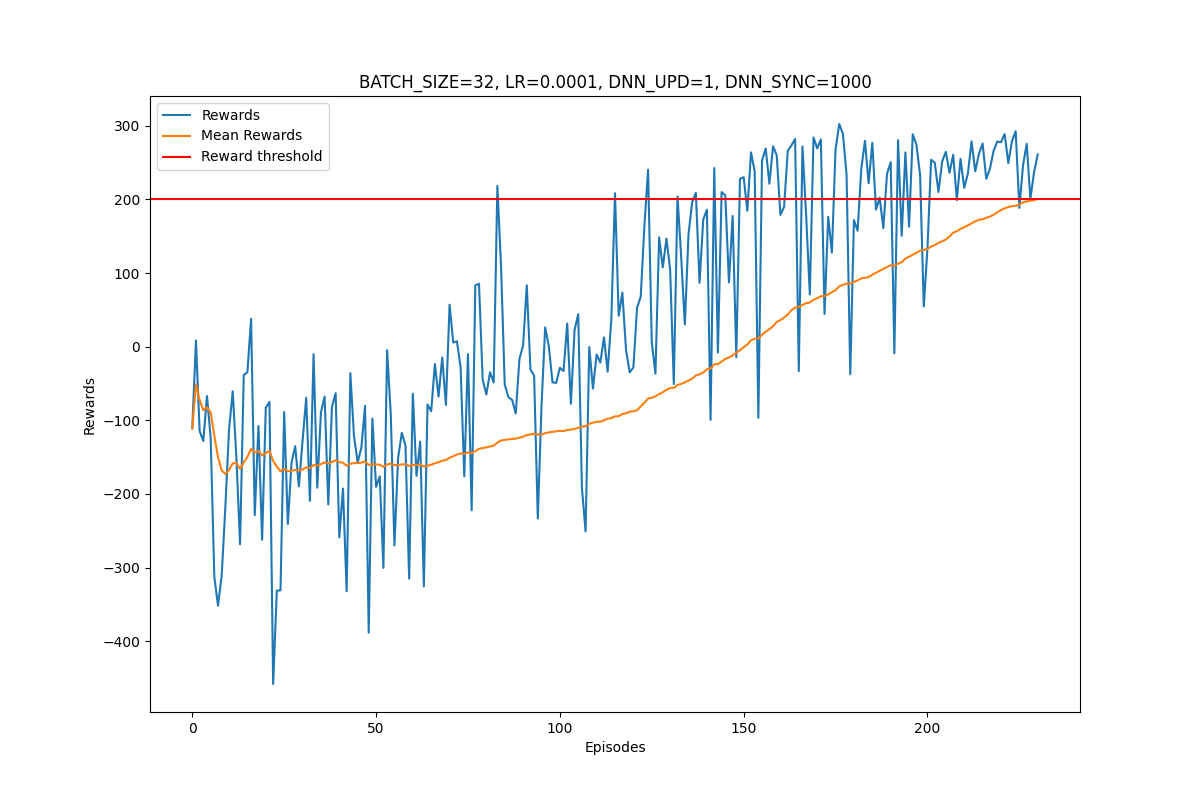 BATCH_SIZE=32, LR=0.0001, DNN_UPD=1, DNN_SYNC=1000
Rewards
Mean Rewards
Reward threshold
300
200
100
0
−100
−200
−300
−400
Rewards
0
50
100
150
200
Episodes